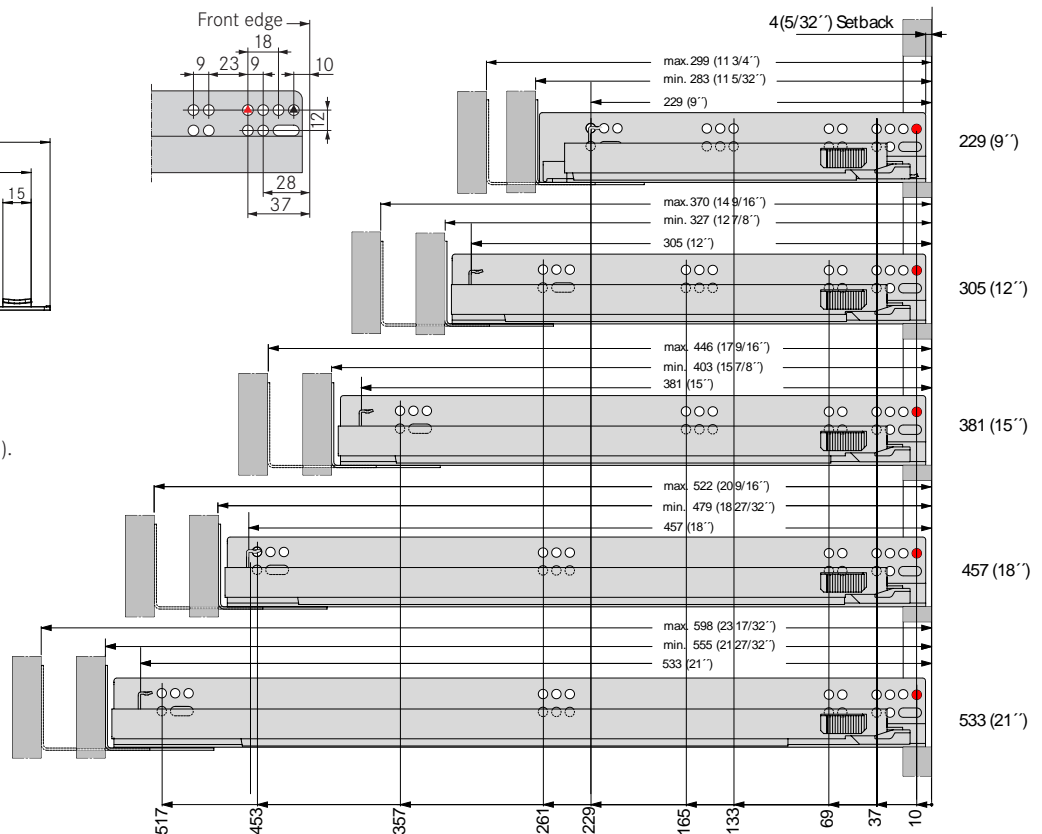 Front edge
18
9 23 9 10
12
28
37
15
).
4(5/32´´) Setback
max.299 (11 3/4´´)
min. 283 (11 5/32´´)
229 (9´´)
229 (9´´)
max.370 (14 9/16´´)
min. 327 (12 7/8´´)
305 (12´´)
305 (12´´)
max. 446 (17 9/16´´)
min. 403 (15 7/8´´)
381 (15´´)
381 (15´´)
max. 522 (20 9/16´´)
min. 479 (18 27/32´´)
457 (18´´)
457 (18´´)
max. 598 (23 17/32´´)
min. 555 (21 27/32´´)
533 (21´´)
533 (21´´)
517 453 357 261 229 165 133 69 37 10